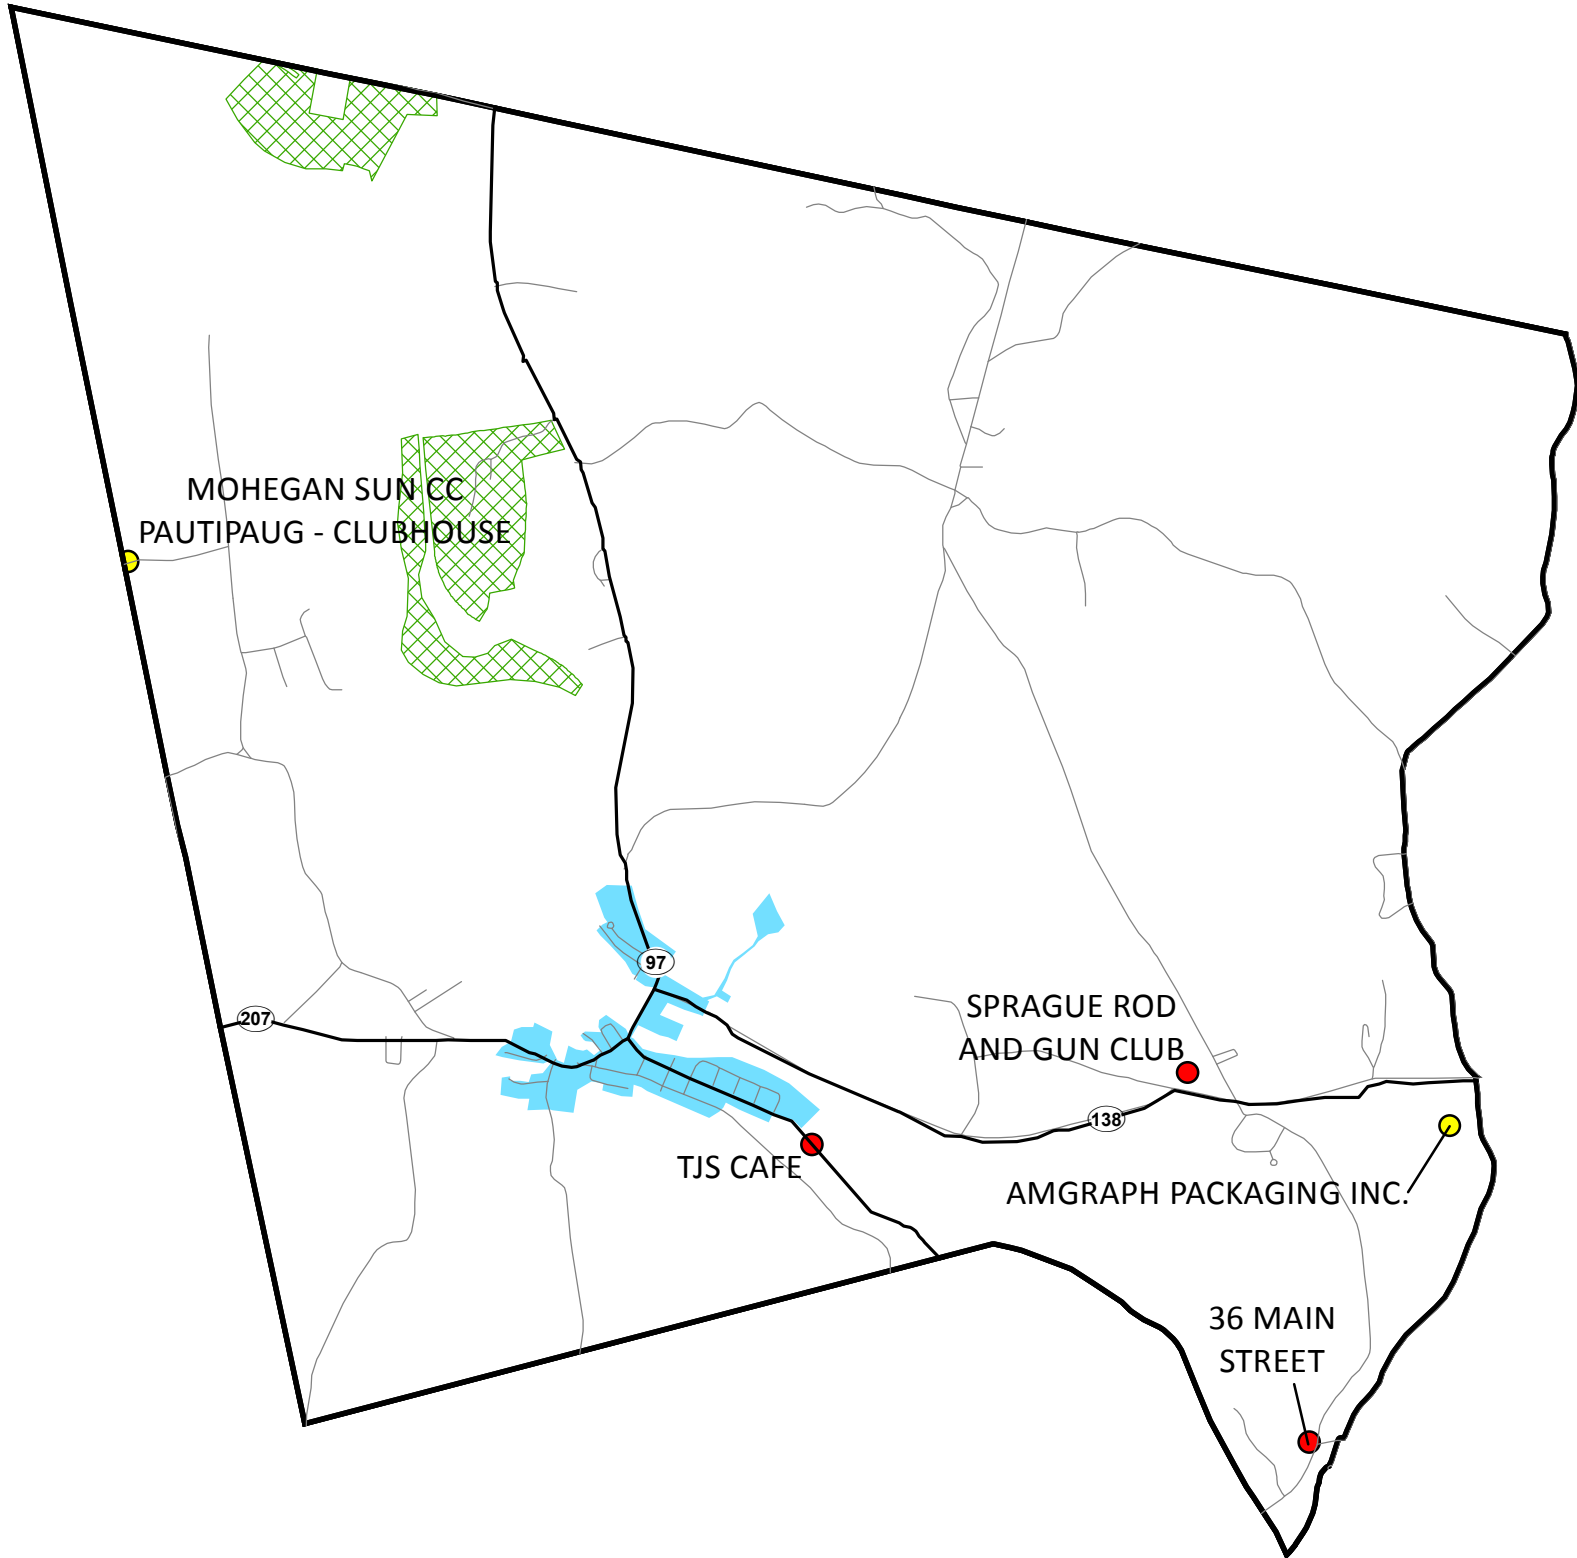 MOHEGAN SUN CC
PAUTIPAUG - CLUBHOUSE
97
207
SPRAGUE ROD
AND GUN CLUB
138
TJS CAFE
AMGRAPH PACKAGING INC.
36 MAIN
STREET